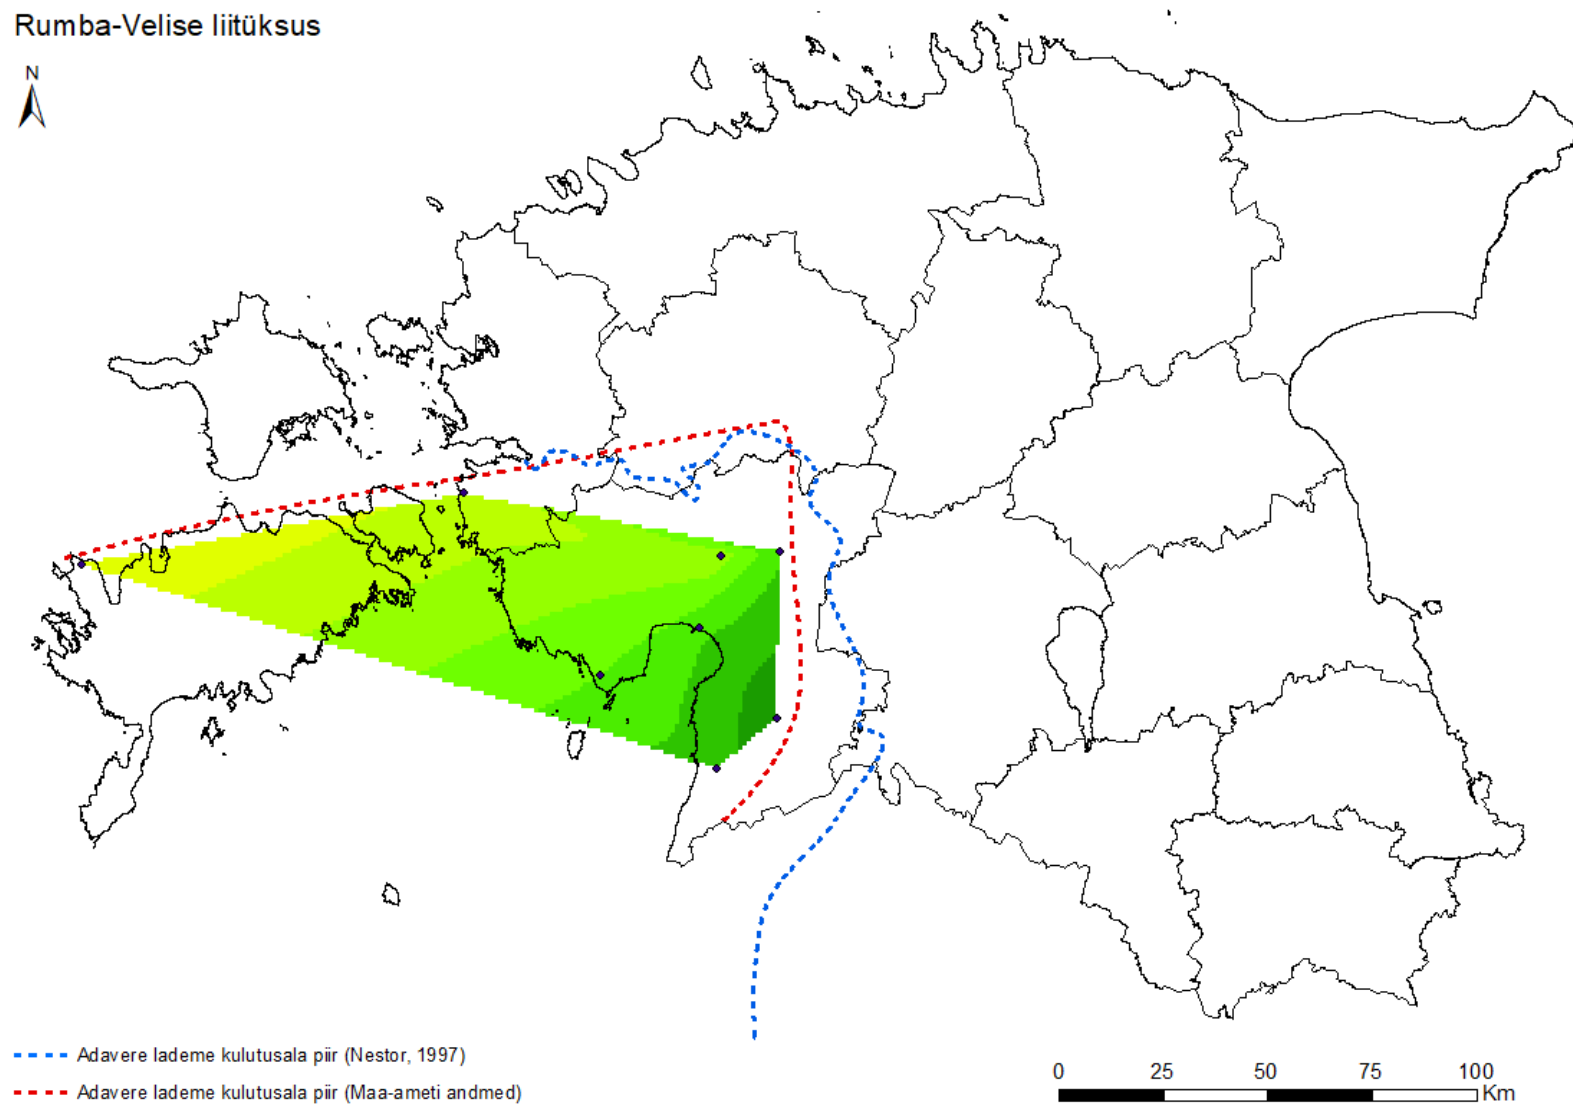 Rumba-Velise liitüksus
N
Adavere lademe kulutusala piir (Nestor, 1997)
Adavere lademe kulutusala piir (Maa-ameti andmed)
0 25 50 75 100
Km